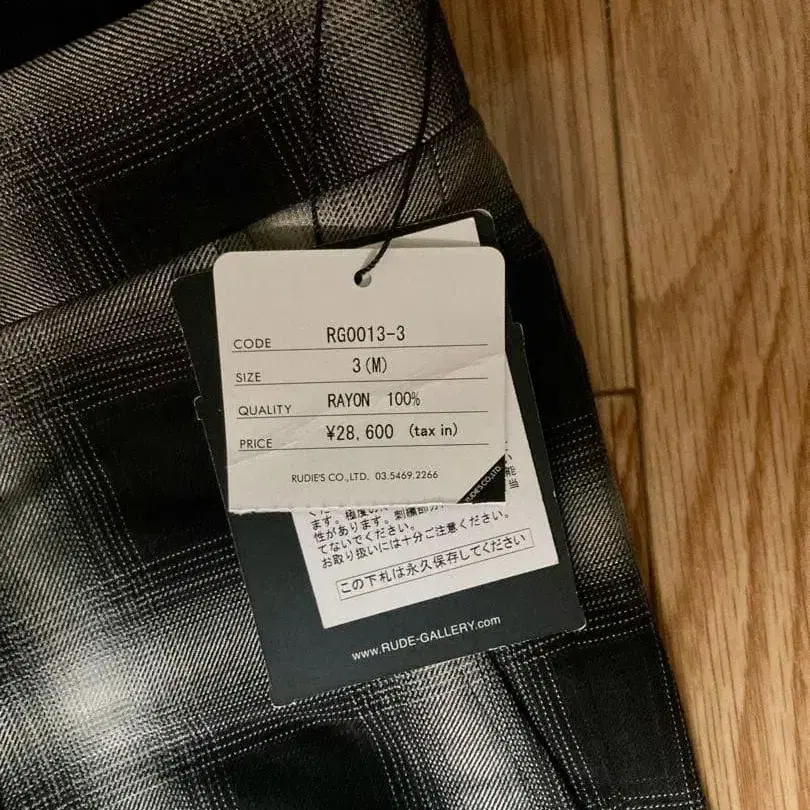 CODE RG0013-3
SIZE 3(M)
QUALITY RAYON 100%
PRICE ¥28,600 (tax in)
RUDIE'S CO.,LTD. 03.5469.2266
RUDIE'S CO.,LTD.
ます。
性があります。刺繍部分
てないでください。
お取り扱いには十分ご注意ください。
この下札は永久保存してください
www.RUDE-GALLERY.com